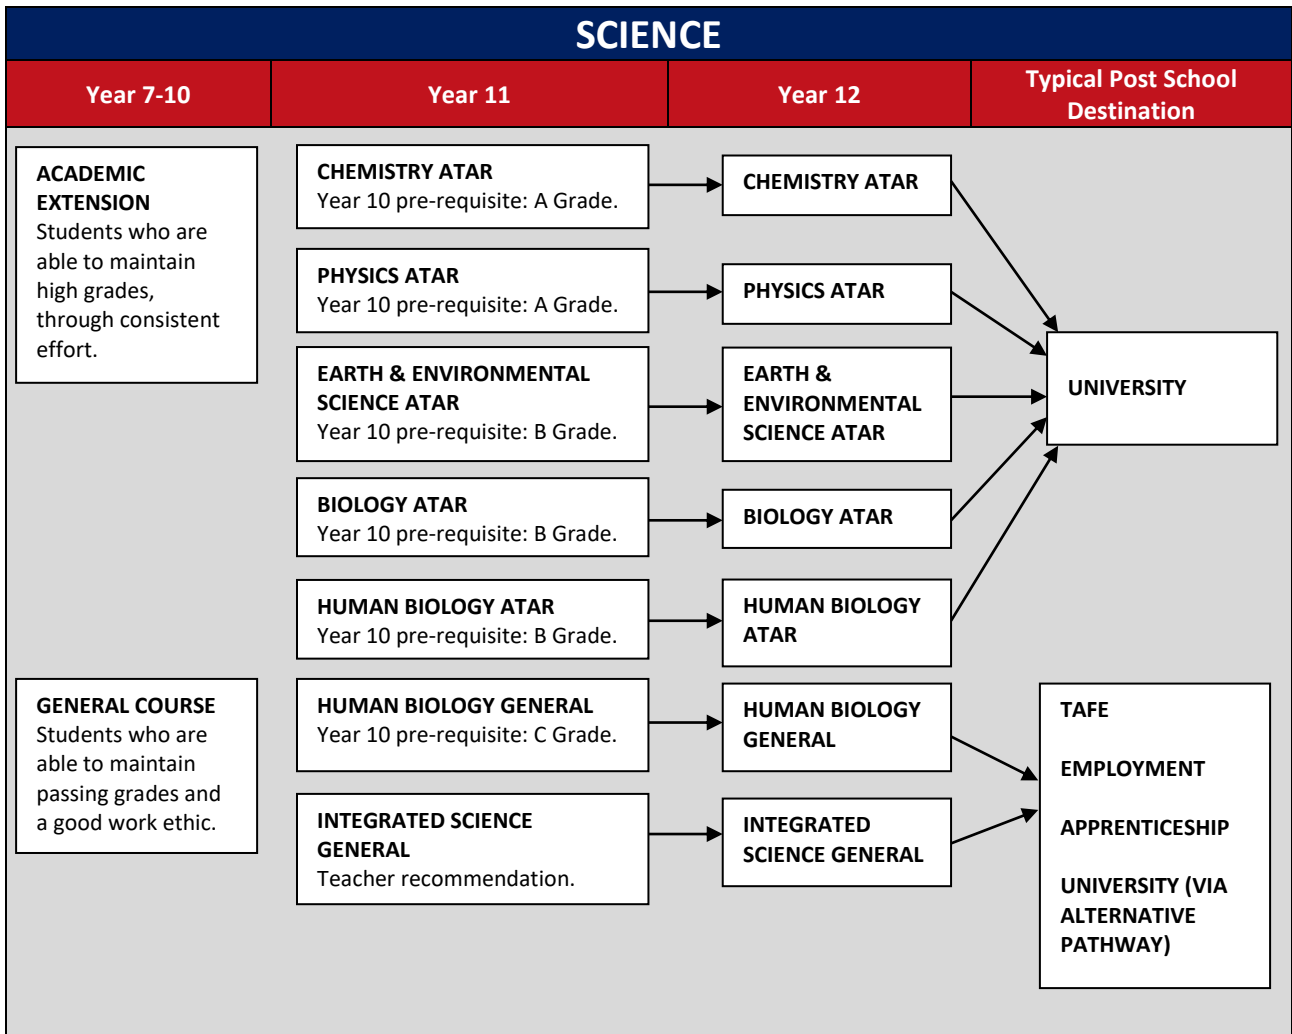 SCIENCE
Year 7-10
Year 11
Year 12
Typical Post School
Destination
ACADEMIC
EXTENSION
Students who are
able to maintain
high grades,
through consistent
effort.
CHEMISTRY ATAR
Year 10 pre-requisite: A Grade.
CHEMISTRY ATAR
PHYSICS ATAR
Year 10 pre-requisite: A Grade.
PHYSICS ATAR
EARTH & ENVIRONMENTAL
SCIENCE ATAR
Year 10 pre-requisite: B Grade.
EARTH &
ENVIRONMENTAL
SCIENCE ATAR
UNIVERSITY
BIOLOGY ATAR
Year 10 pre-requisite: B Grade.
BIOLOGY ATAR
HUMAN BIOLOGY ATAR
Year 10 pre-requisite: B Grade.
HUMAN BIOLOGY
ATAR
GENERAL COURSE
Students who are
able to maintain
passing grades and
a good work ethic.
HUMAN BIOLOGY GENERAL
Year 10 pre-requisite: C Grade.
HUMAN BIOLOGY
GENERAL
INTEGRATED SCIENCE
GENERAL
Teacher recommendation.
INTEGRATED
SCIENCE GENERAL
TAFE
EMPLOYMENT
APPRENTICESHIP
UNIVERSITY (VIA
ALTERNATIVE
PATHWAY)